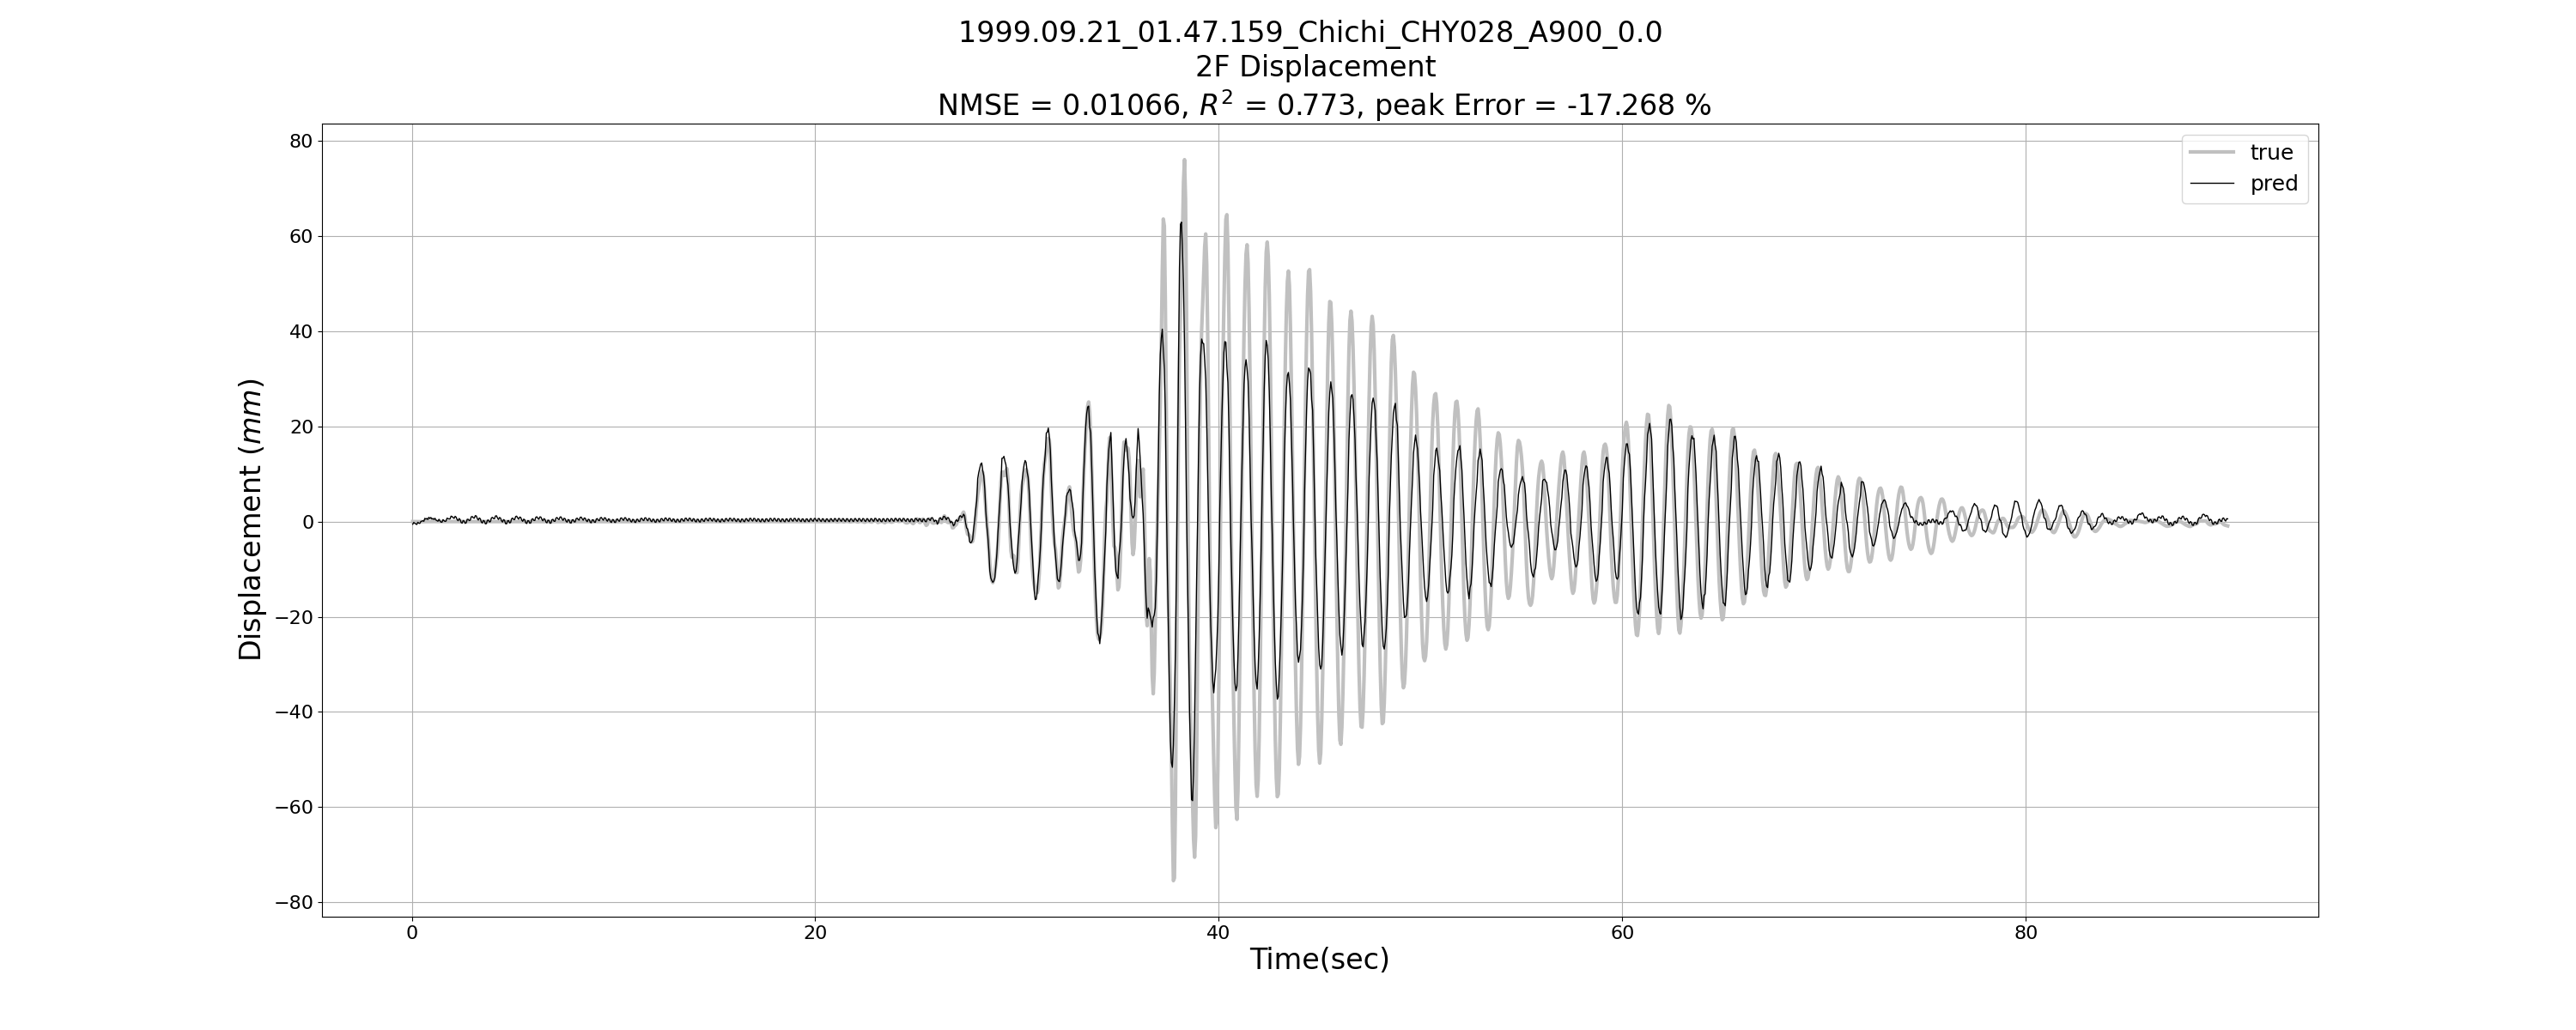 1999.09.21_01.47.159_Chichi_CHY028_A900_0.0
2F Displacement
NMSE = 0.01066, R² = 0.773, peak Error = -17.268 %
true
pred
80
60
40
20
0
−20
−40
−60
−80
Displacement (mm)
0
20
40
60
80
Time(sec)